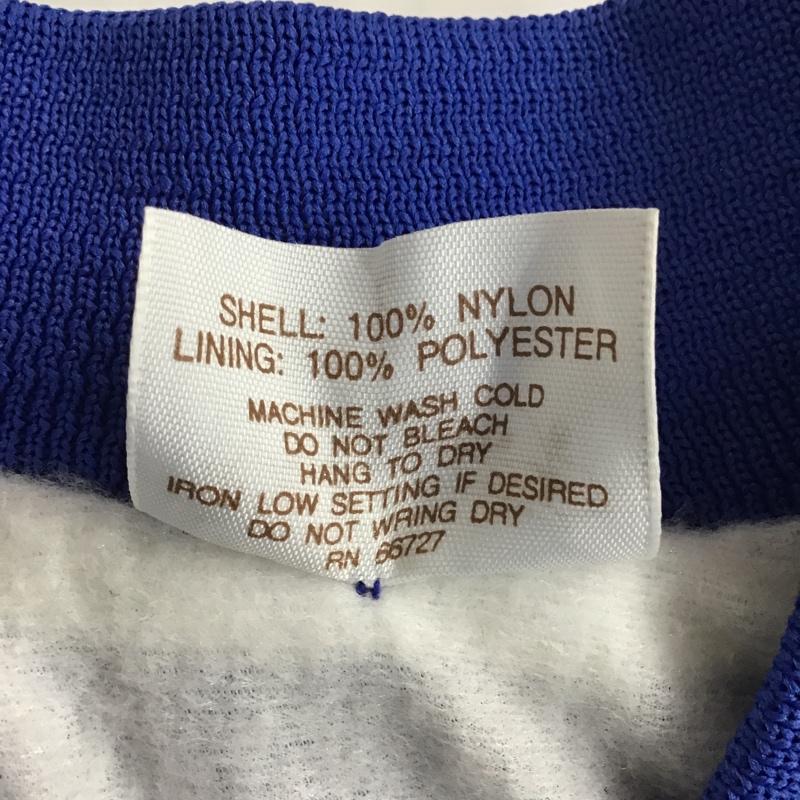 SHELL: 100% NYLON
LINING: 100% POLYESTER
MACHINE WASH COLD
DO NOT BLEACH
HANG TO DRY
IRON LOW SETTING IF DESIRED
DO NOT WRING DRY
RN 66727